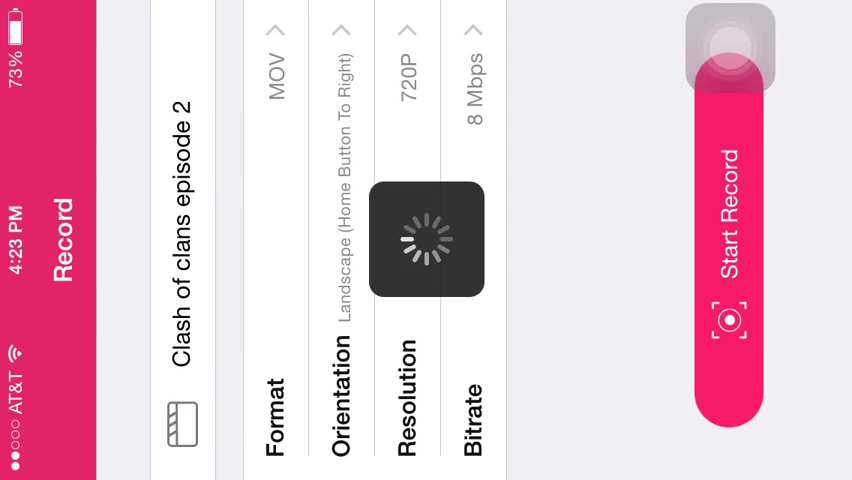 AT&T 4:23 PM 73%
Record
Clash of clans episode 2
Format MOV
Orientation Landscape (Home Button To Right)
Resolution 720P
Bitrate 8 Mbps
Start Record